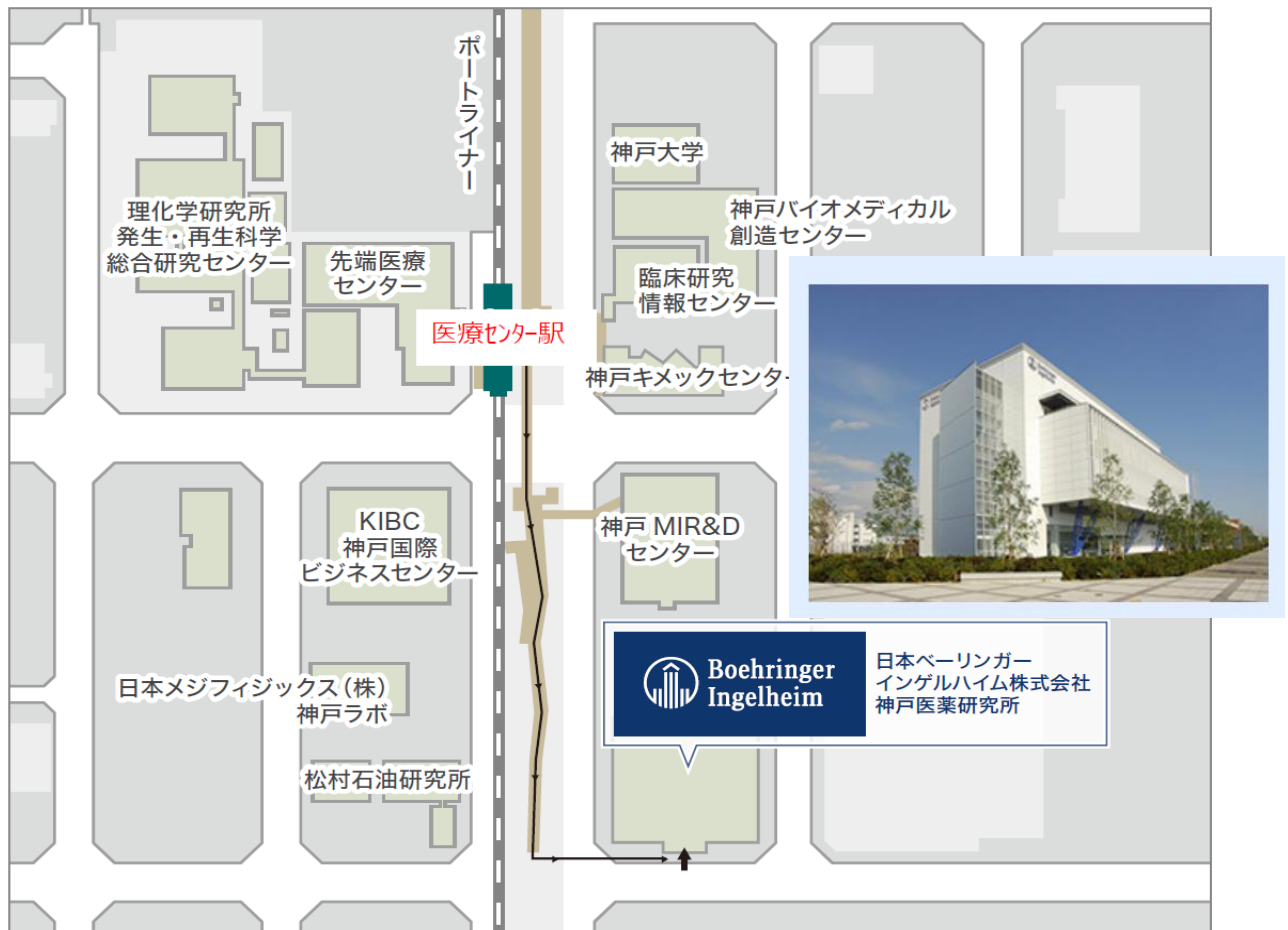 ポートライナー
神戸大学
理化学研究所
発生・再生科学
総合研究センター
神戸バイオメディカル
創造センター
先端医療
センター
臨床研究
情報センター
医療センター駅
神戸キメックセンター
KIBC
神戸国際
ビジネスセンター
神戸 MIR&D
センター
Boehringer
Ingelheim
日本ベーリンガー
インゲルハイム株式会社
神戸医薬研究所
日本メジフィジックス(株)
神戸ラボ
松村石油研究所